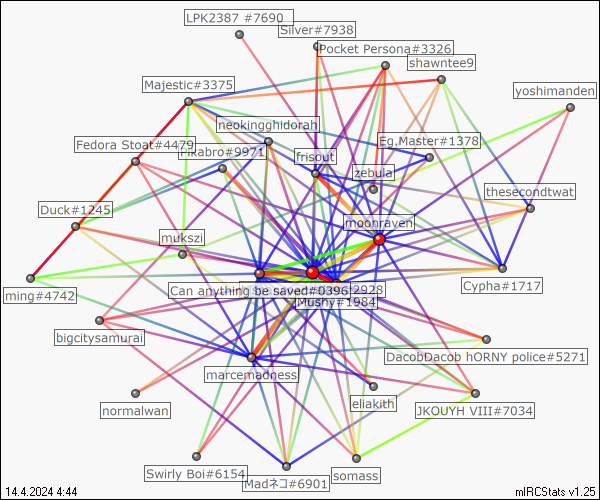 LPK2387 #7690
Silver#7938
Pocket Persona#3326
shawntee9
Majestic#3375
yoshimanden
neokingghidorah
Eg.Master#1378
Fedora Stoat#4479
frisout
zebula
thesecondtwat
Duck#1245
moonraven
mukszi
ming#4742
Can anything be saved#0396
2928
Cypha#1717
Mushy#1984
bigcitysamurai
DacobDacob hORNY police#5271
marcemadness
eliakith
normalwan
JKOUYH VIII#7034
Swirly Boi#6154
somass
Madネコ#6901
14.4.2024 4:44
mIRCStats v1.25